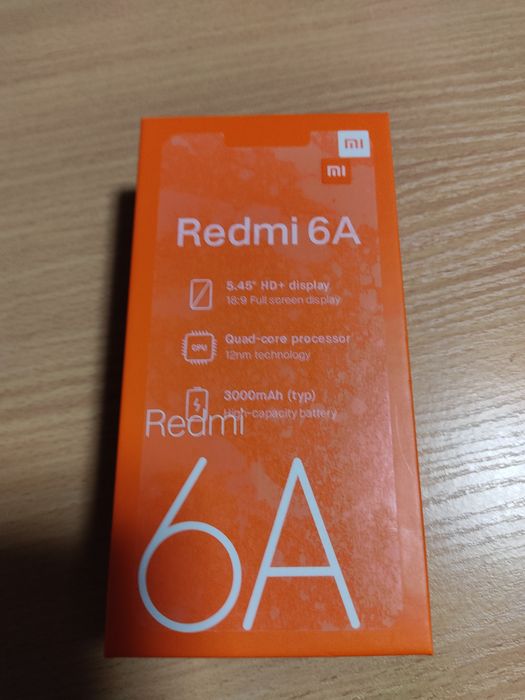 mi
mi
Redmi 6A
5.45" HD+ display
18:9 Full screen display
CPU
Quad-core processor
12nm technology
3000mAh (typ)
High-capacity battery
Redmi
6A